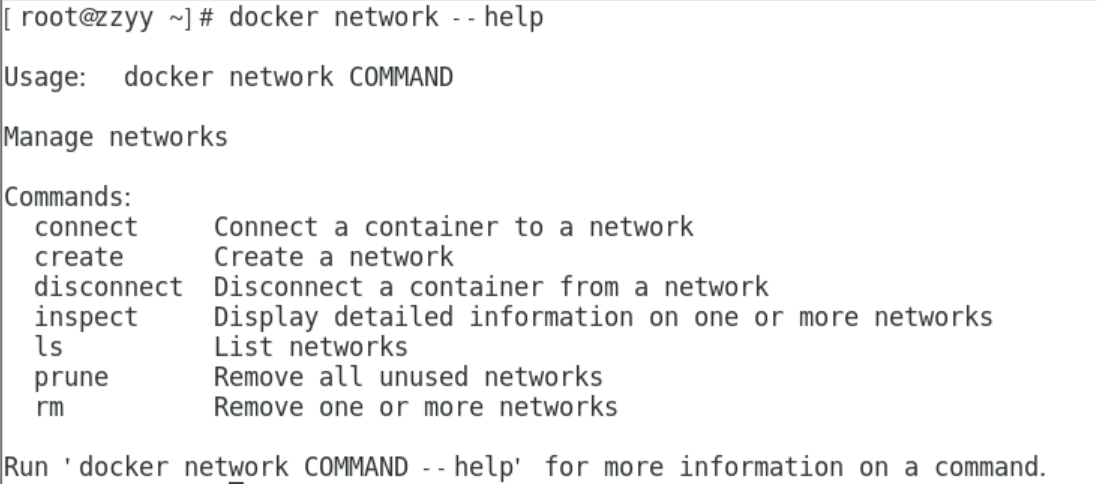 [root@zzyy ~]# docker network --help
Usage:  docker network COMMAND
Manage networks
Commands:
  connect     Connect a container to a network
  create      Create a network
  disconnect  Disconnect a container from a network
  inspect     Display detailed information on one or more networks
  ls          List networks
  prune       Remove all unused networks
  rm          Remove one or more networks
Run 'docker network COMMAND --help' for more information on a command.